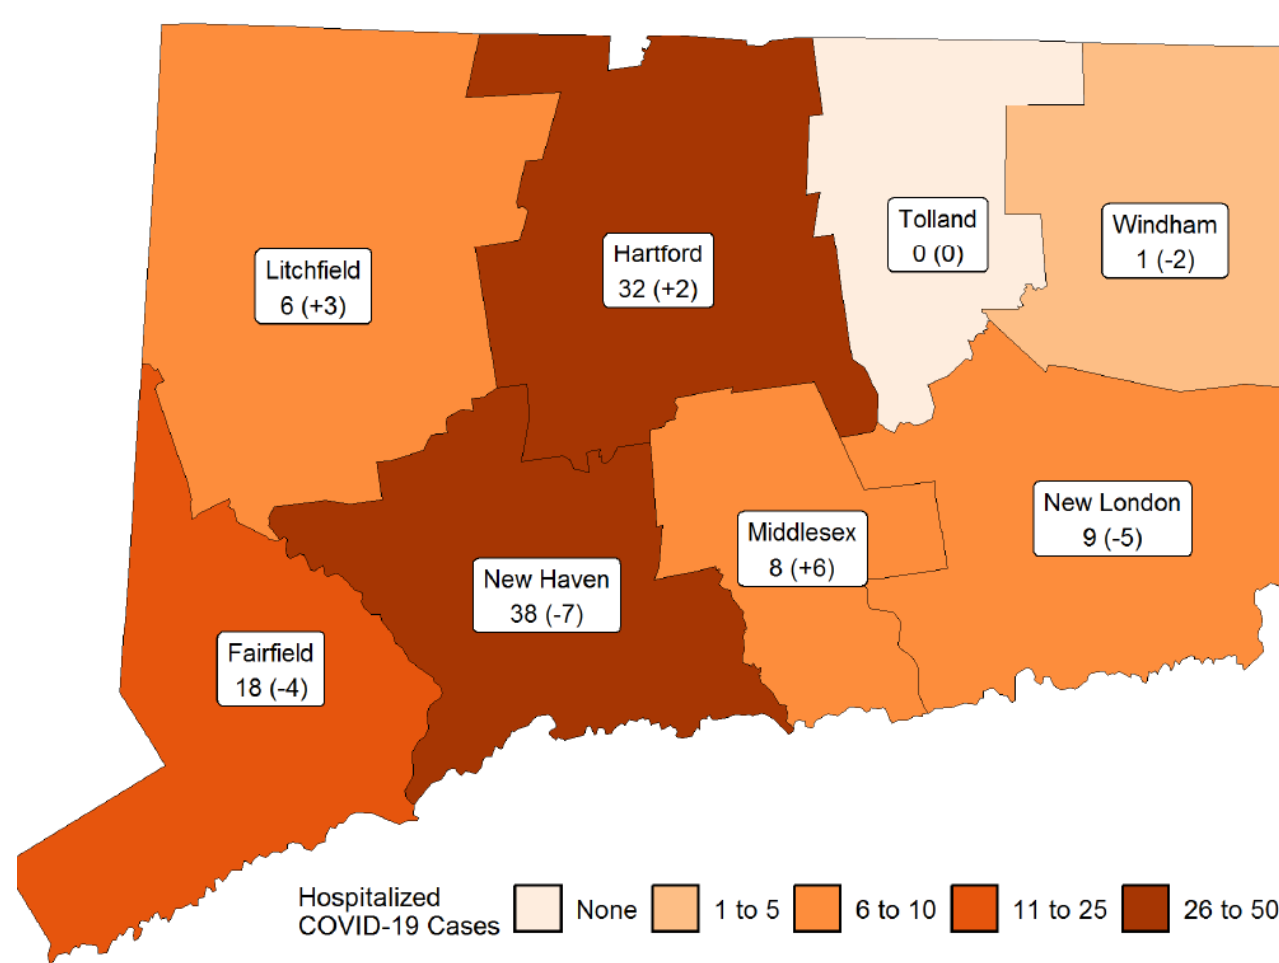 Tolland
0 (0)
Windham
1 (-2)
Hartford
32 (+2)
Litchfield
6 (+3)
New London
9 (-5)
Middlesex
8 (+6)
New Haven
38 (-7)
Fairfield
18 (-4)
Hospitalized
COVID-19 Cases
None
1 to 5
6 to 10
11 to 25
26 to 50